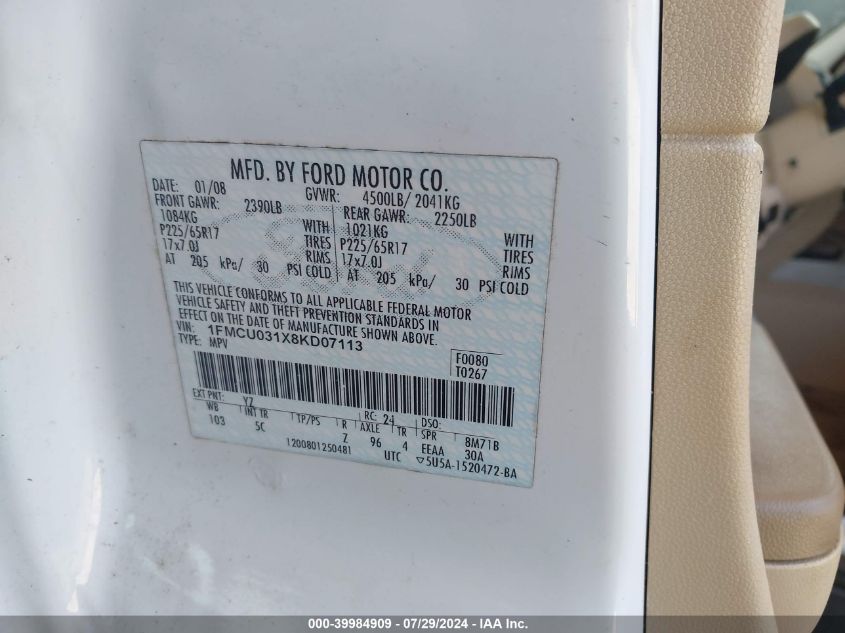 MFD. BY FORD MOTOR CO.
DATE: 01/08 GVWR: 4500LB/ 2041KG
FRONT GAWR: 2390LB REAR GAWR: 2250LB
1084KG WITH 1021KG WITH
P225/65R17 TIRES P225/65R17 TIRES
17x7.0J RIMS 17x7.0J RIMS
AT 205 kPa/ 30 PSI COLD AT 205 kPa/ 30 PSI COLD
THIS VEHICLE CONFORMS TO ALL APPLICABLE FEDERAL MOTOR
VEHICLE SAFETY AND THEFT PREVENTION STANDARDS IN
EFFECT ON THE DATE OF MANUFACTURE SHOWN ABOVE.
VIN: 1FMCU031X8KD07113
TYPE: MPV
F0080
T0267
EXT PNT: YZ RC: 24 DSO:
WB INT TR TP/PS R AXLE TR SPR 8M71B
103 5C Z 96 4 EEAA 30A
1200801250481 UTC ▽5U5A-1520472-BA
000-39984909 - 07/29/2024 - IAA Inc.